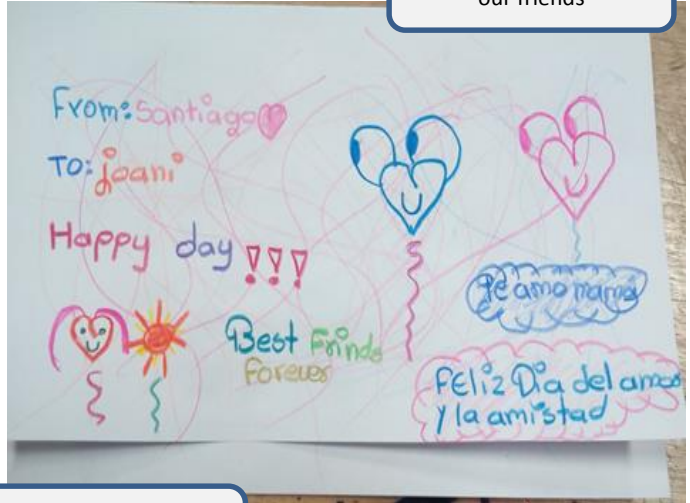 our friends
From: Santiago
TO: joani
Happy day !!!
Best Frinds
Forever
Te amo mamá
FEliz Dia del amor
y la amistad